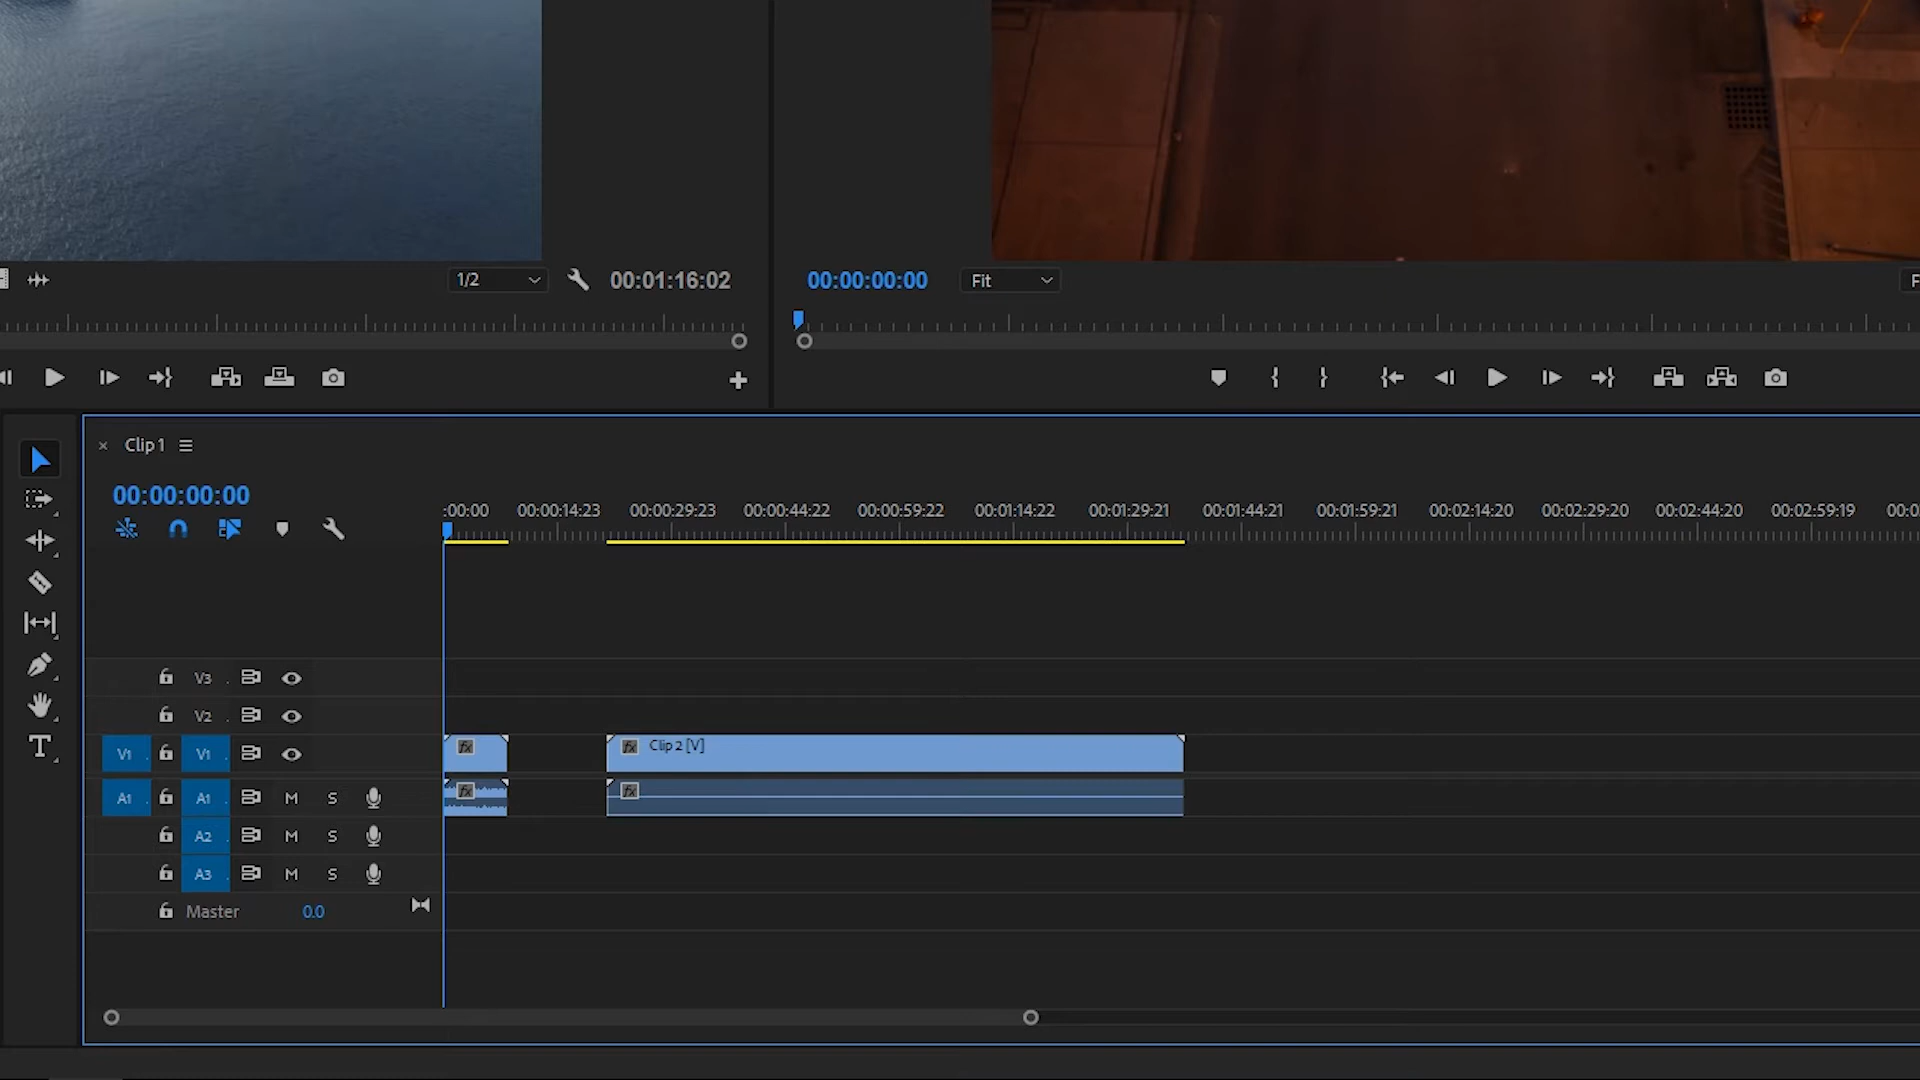 1/2
00:01:16:02
00:00:00:00
Fit
F
Clip 1
00:00:00:00
:00:00
00:00:14:23
00:00:29:23
00:00:44:22
00:00:59:22
00:01:14:22
00:01:29:21
00:01:44:21
00:01:59:21
00:02:14:20
00:02:29:20
00:02:44:20
00:02:59:19
00:0
V3
V2
V1
V1
fx
fx
Clip 2 [V]
A1
A1
M
S
fx
fx
A2
M
S
A3
M
S
Master
0.0
T